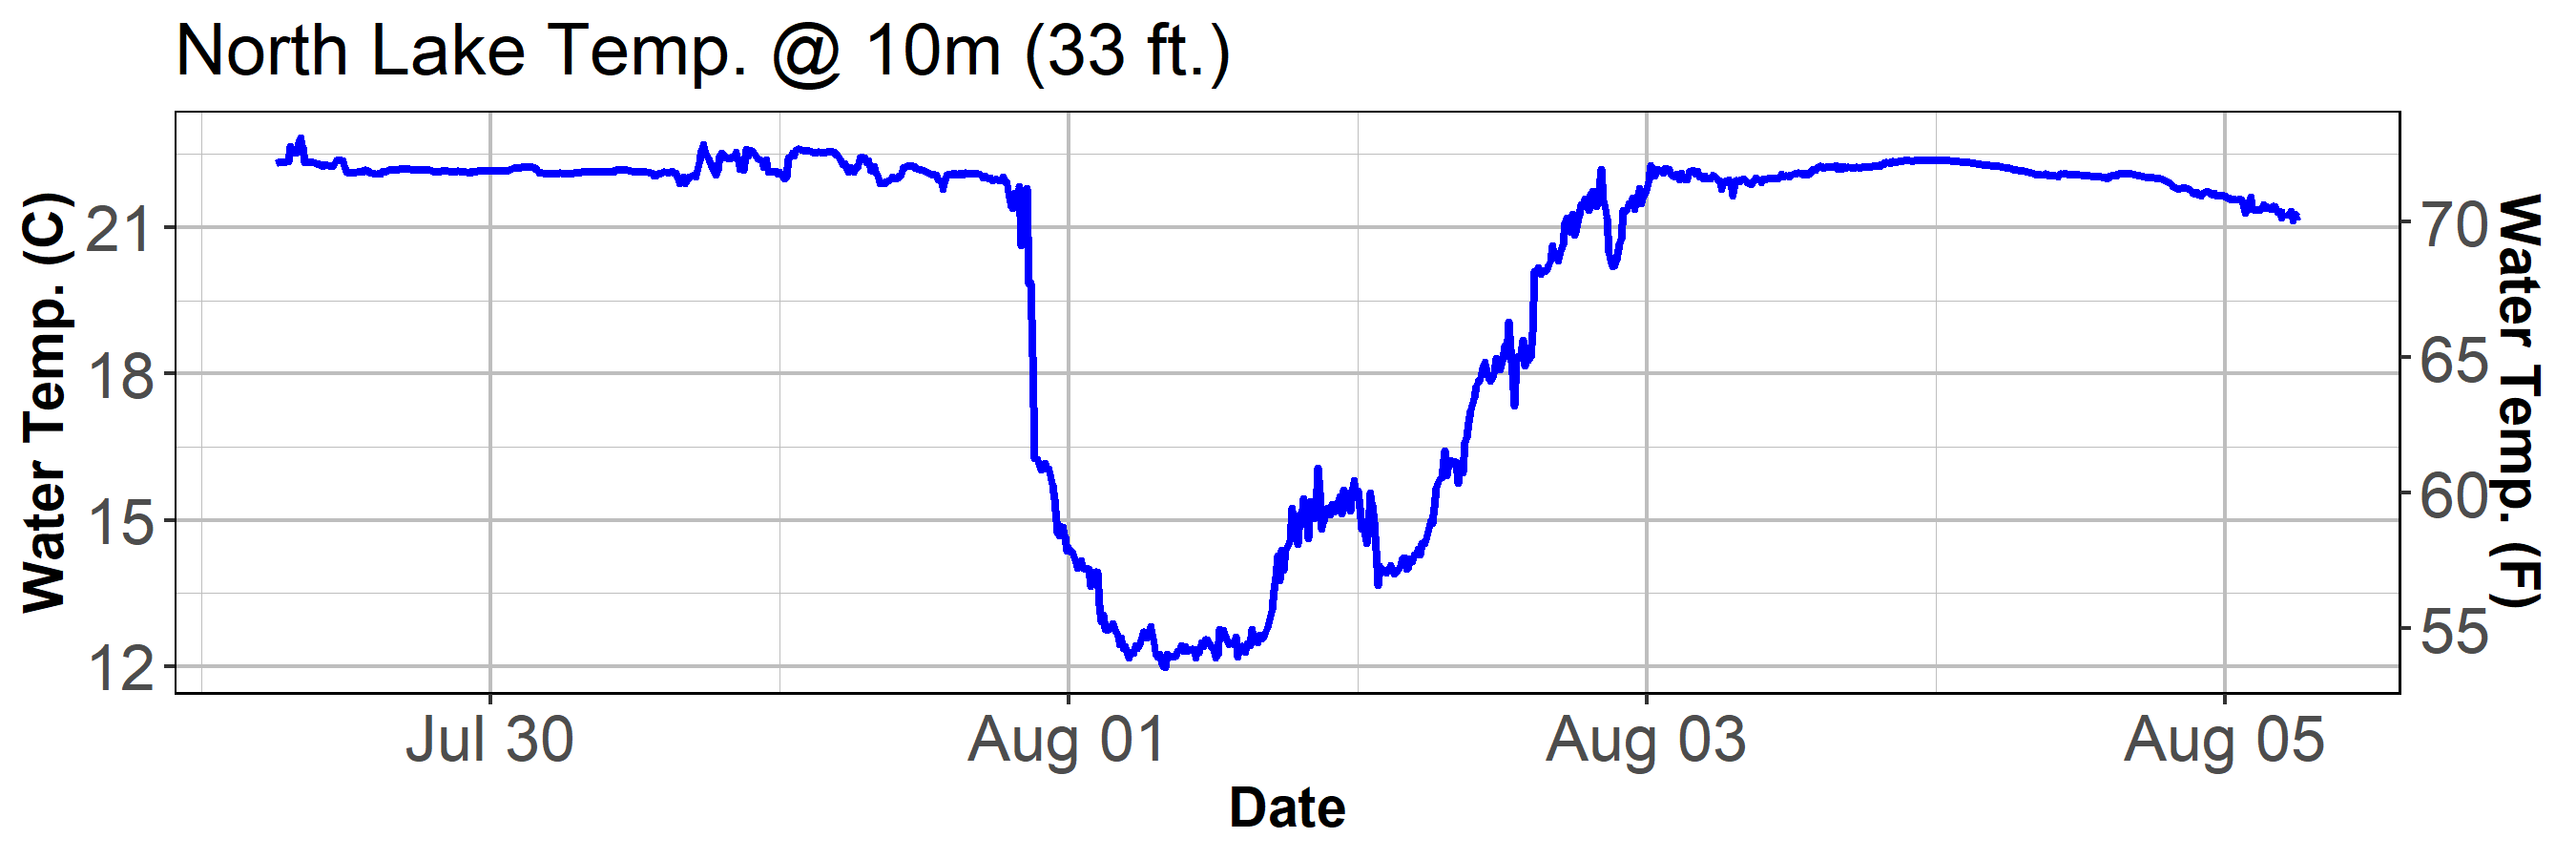 North Lake Temp. @ 10m (33 ft.)
Water Temp. (C)
21
18
15
12
70
65
60
55
Water Temp. (F)
Jul 30
Aug 01
Aug 03
Aug 05
Date